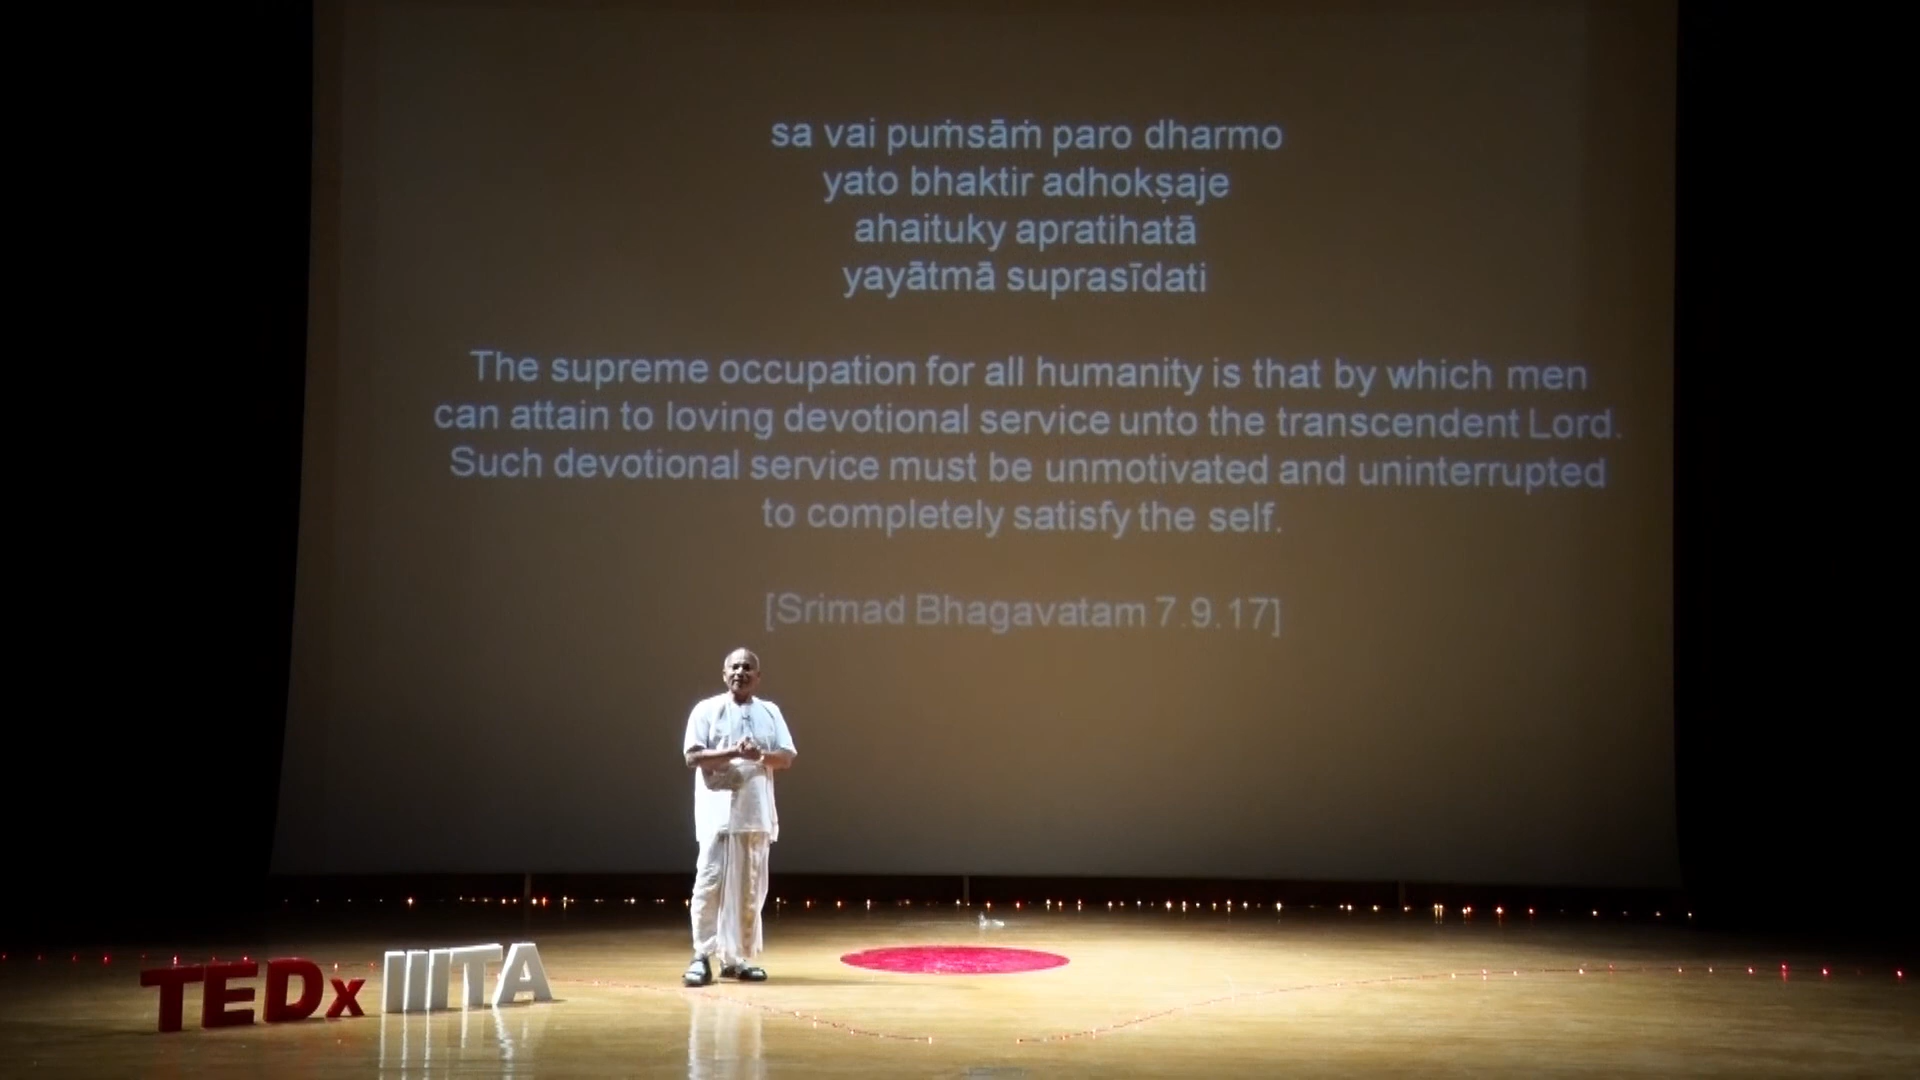 sa vai puṁsāṁ paro dharmo
yato bhaktir adhokṣaje
ahaituky apratihatā
yayātmā suprasīdati
The supreme occupation for all humanity is that by which men
can attain to loving devotional service unto the transcendent Lord.
Such devotional service must be unmotivated and uninterrupted
to completely satisfy the self.
[Srimad Bhagavatam 7.9.17]
TEDx IIITA